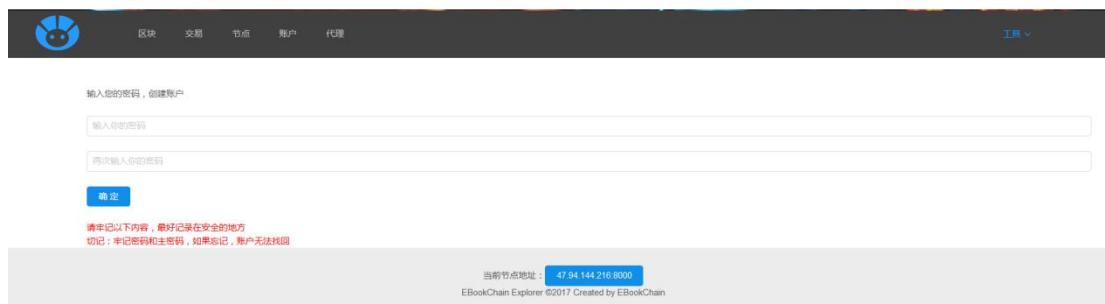 区块 交易 节点 账户 代理 工具
输入您的密码，创建账户
输入你的密码
再次输入你的密码
确 定
请牢记以下内容，最好记录在安全的地方
切记：牢记密码和主密码，如果忘记，账户无法找回
当前节点地址： 47.94.144.216:8000
EBookChain Explorer ©2017 Created by EBookChain